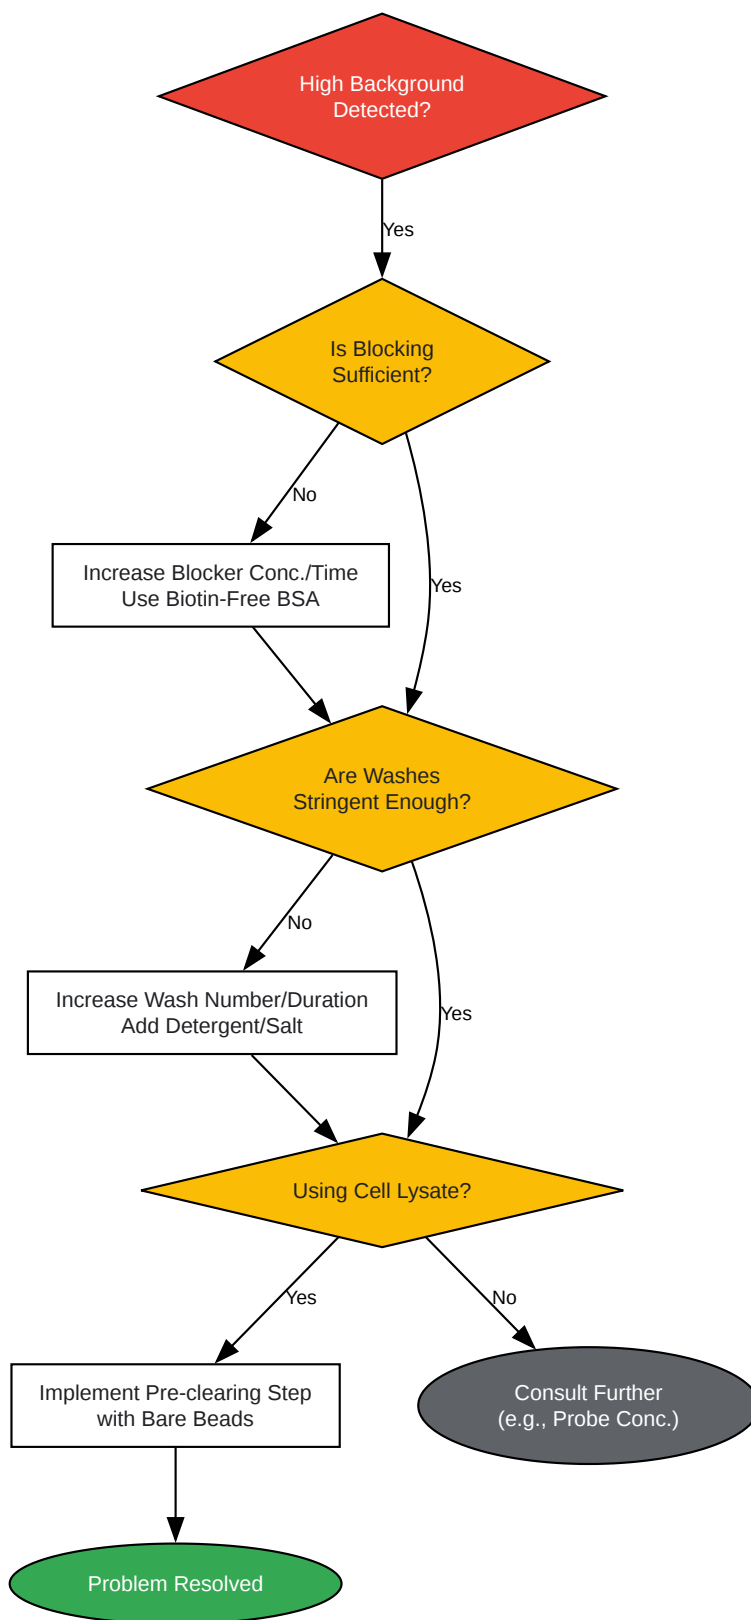 High Background
Detected?
Yes
Is Blocking
Sufficient?
No
Increase Blocker Conc./Time
Use Biotin-Free BSA
Yes
Are Washes
Stringent Enough?
No
Increase Wash Number/Duration
Add Detergent/Salt
Yes
Using Cell Lysate?
Yes
No
Implement Pre-clearing Step
with Bare Beads
Consult Further
(e.g., Probe Conc.)
Problem Resolved